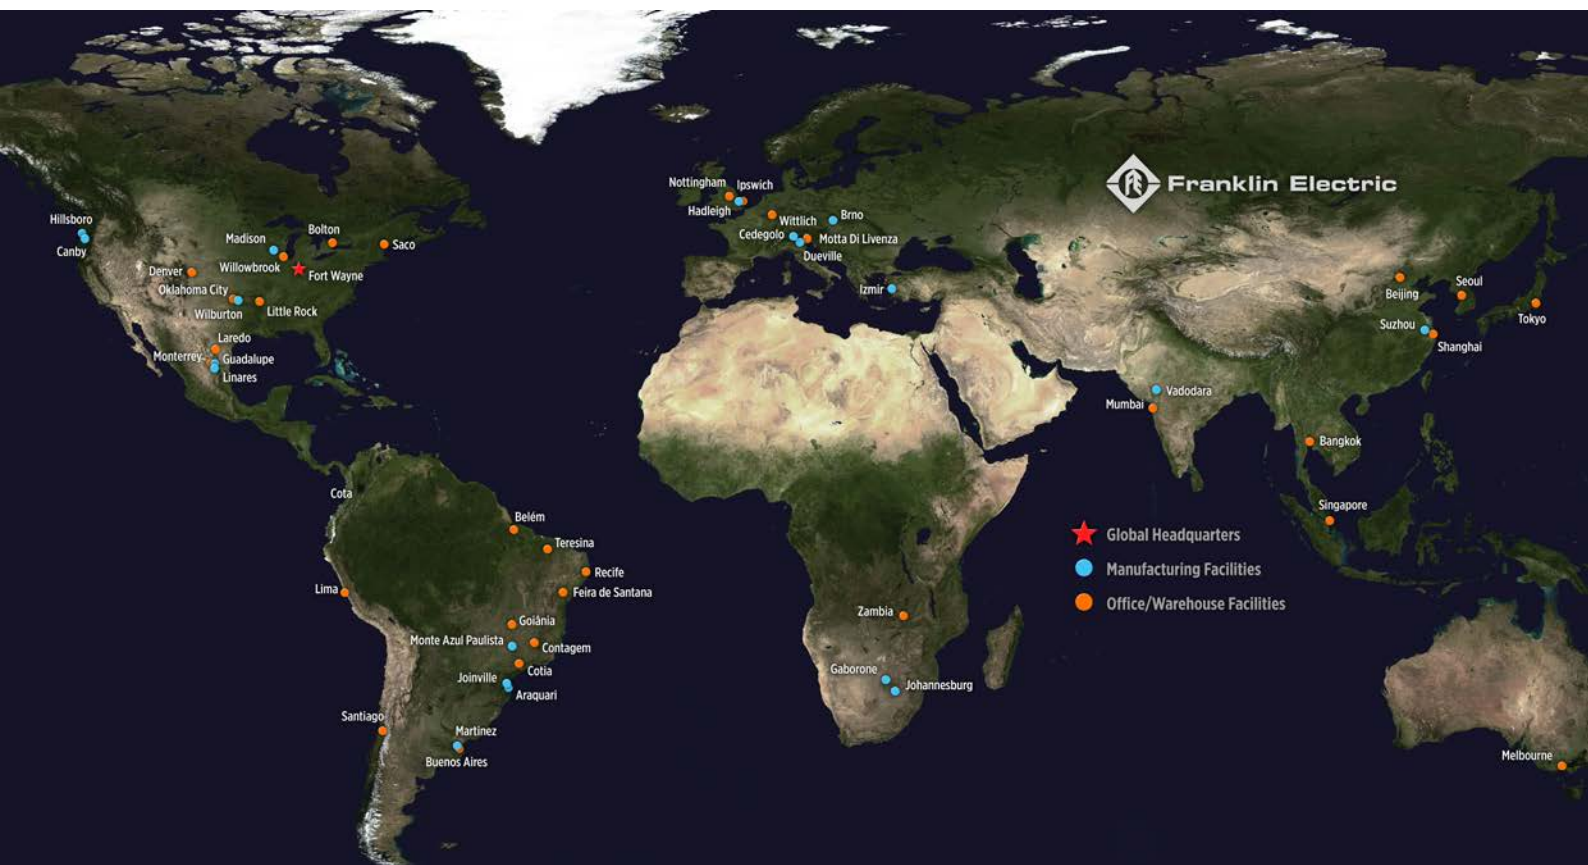 Franklin Electric
Nottingham
Ipswich
Hadleigh
Wittlich
Brno
Cedegolo
Motta Di Livenza
Dueville
Izmir
Hillsboro
Canby
Madison
Bolton
Saco
Willowbrook
Fort Wayne
Denver
Oklahoma City
Wilburton
Little Rock
Laredo
Monterrey
Guadalupe
Linares
Beijing
Seoul
Tokyo
Suzhou
Shanghai
Vadodara
Mumbai
Bangkok
Singapore
Cota
Belém
Teresina
Recife
Lima
Feira de Santana
Goiânia
Monte Azul Paulista
Contagem
Cotia
Joinville
Araquari
Santiago
Martinez
Buenos Aires
Zambia
Gaborone
Johannesburg
Melbourne
Global Headquarters
Manufacturing Facilities
Office/Warehouse Facilities